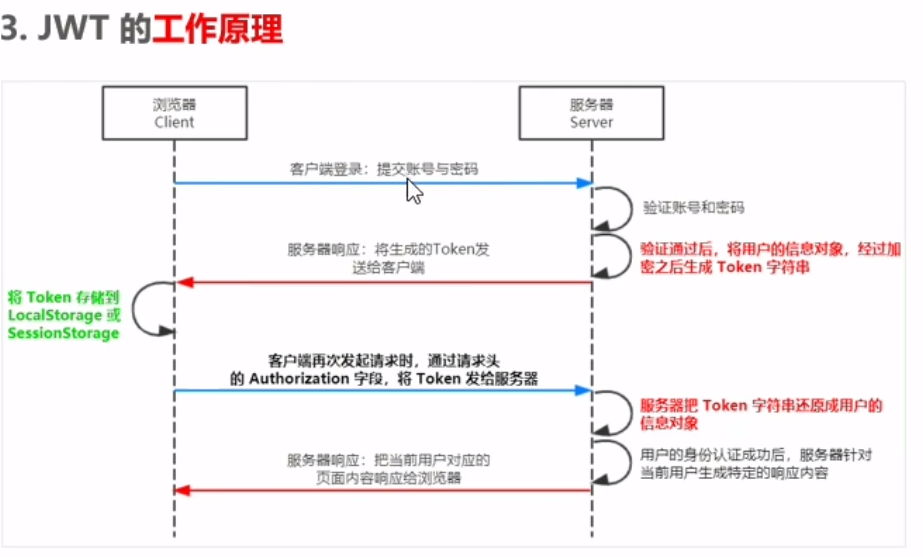 3. JWT 的工作原理
浏览器
Client
服务器
Server
客户端登录：提交账号与密码
验证账号和密码
服务器响应：将生成的Token发
送给客户端
验证通过后，将用户的信息对象，经过加
密之后生成 Token 字符串
将 Token 存储到
LocalStorage 或
SessionStorage
客户端再次发起请求时，通过请求头
的 Authorization 字段，将 Token 发给服务器
服务器把 Token 字符串还原成用户的
信息对象
服务器响应：把当前用户对应的
页面内容响应给浏览器
用户的身份认证成功后，服务器针对
当前用户生成特定的响应内容